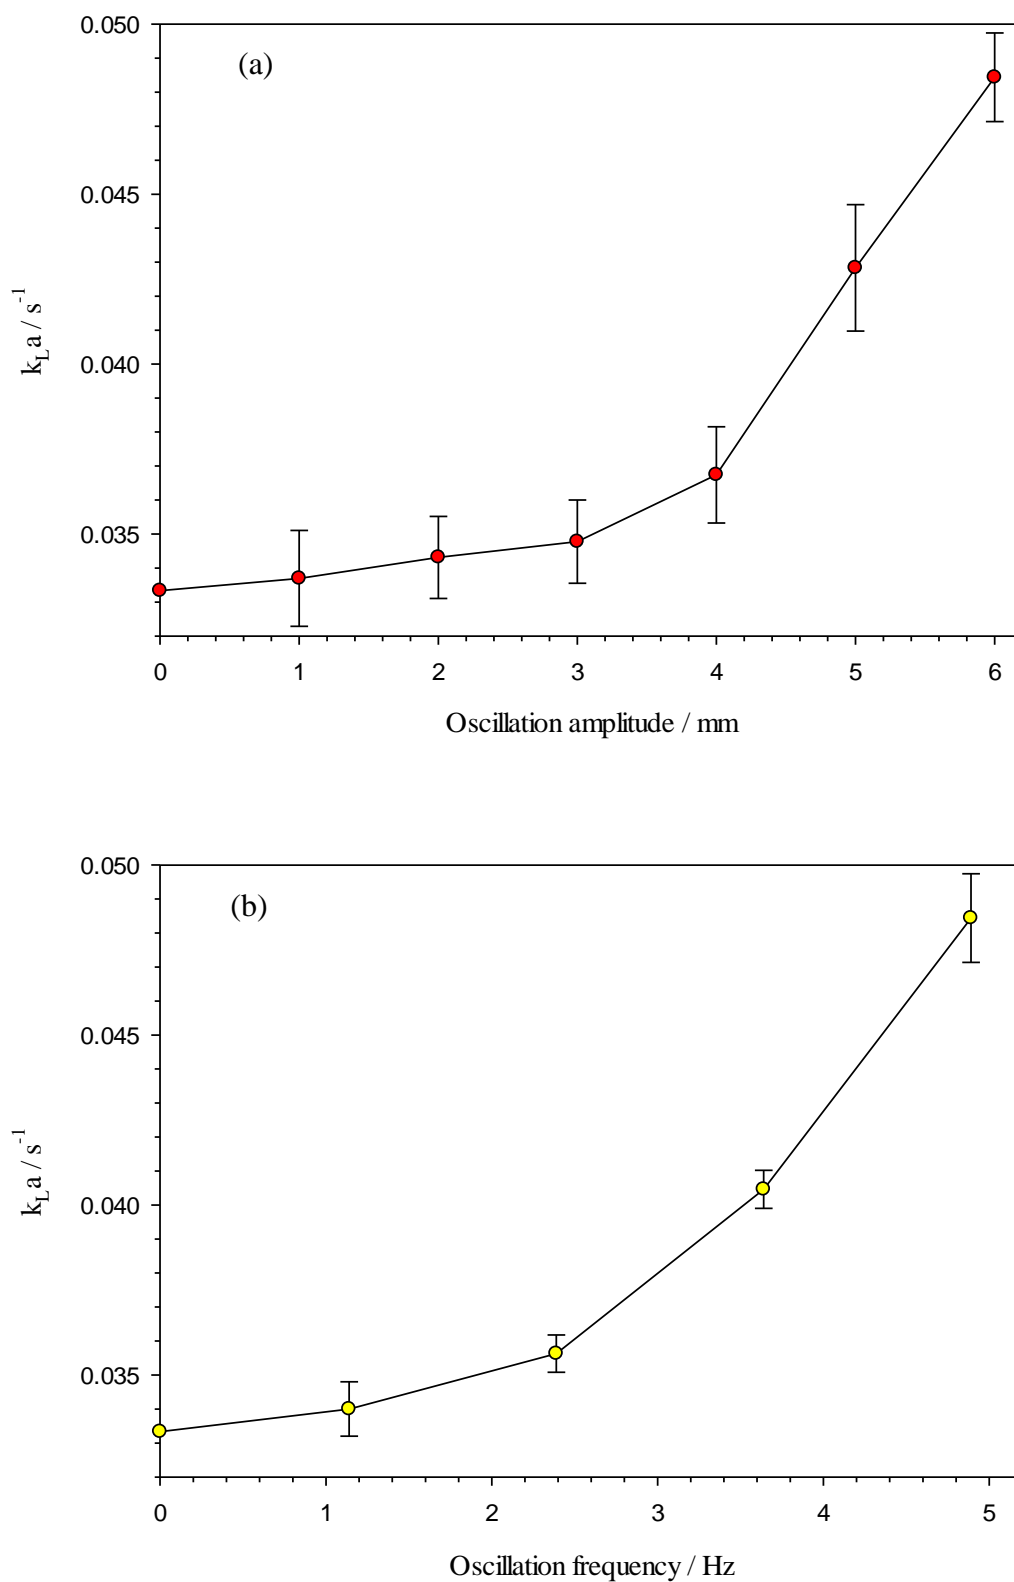 (a)
0.050
0.045
0.040
0.035
k_L a / s^-1
0 1 2 3 4 5 6
Oscillation amplitude / mm
(b)
0.050
0.045
0.040
0.035
k_L a / s^-1
0 1 2 3 4 5
Oscillation frequency / Hz